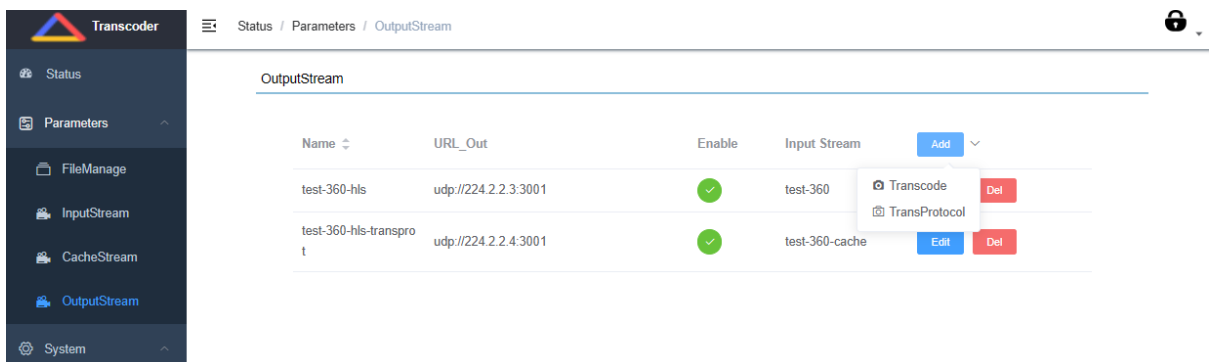 Transcoder
Status / Parameters / OutputStream
Status
Parameters
FileManage
InputStream
CacheStream
OutputStream
System
OutputStream
Name URL_Out Enable Input Stream Add
test-360-hls udp://224.2.2.3:3001 test-360 Del
Transcode
TransProtocol
test-360-hls-transpro
t
udp://224.2.2.4:3001 test-360-cache Edit Del